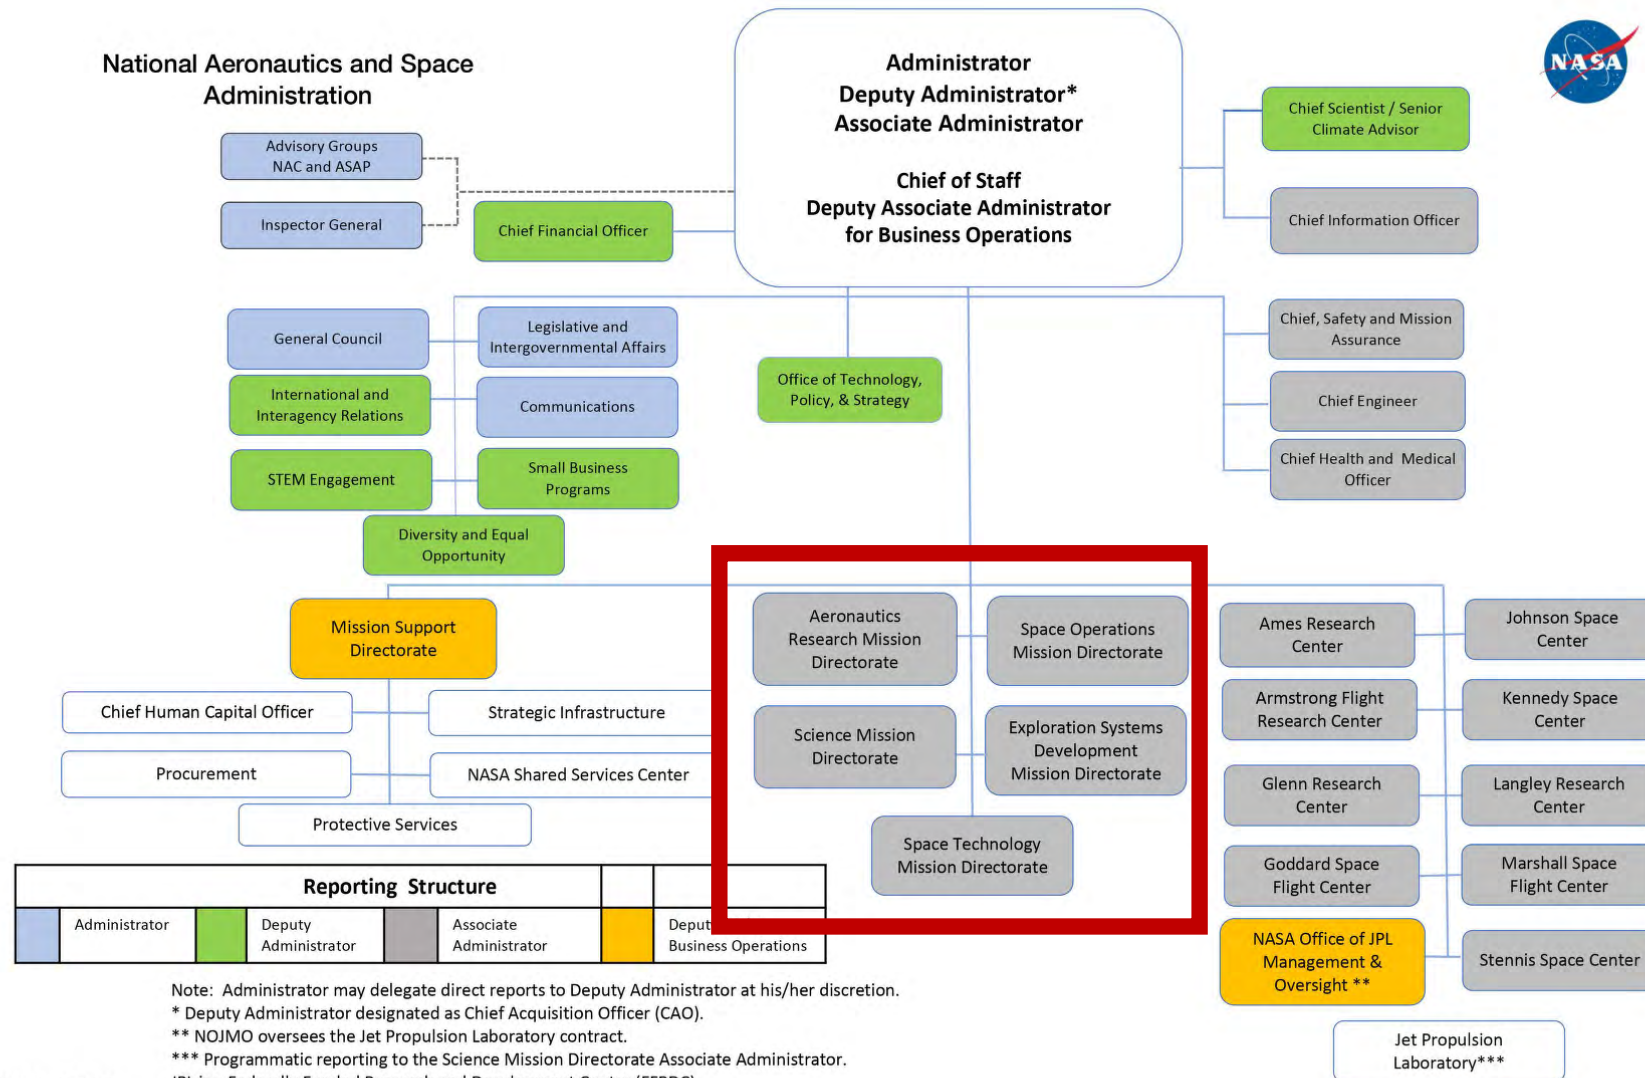 National Aeronautics and Space
Administration
Administrator
Deputy Administrator*
Associate Administrator
Chief of Staff
Deputy Associate Administrator
for Business Operations
NASA
Advisory Groups
NAC and ASAP
Inspector General
Chief Financial Officer
Chief Scientist / Senior
Climate Advisor
Chief Information Officer
General Council
Legislative and
Intergovernmental Affairs
International and
Interagency Relations
Communications
STEM Engagement
Small Business
Programs
Diversity and Equal
Opportunity
Office of Technology,
Policy, & Strategy
Chief, Safety and Mission
Assurance
Chief Engineer
Chief Health and Medical
Officer
Mission Support
Directorate
Chief Human Capital Officer
Strategic Infrastructure
Procurement
NASA Shared Services Center
Protective Services
Aeronautics
Research Mission
Directorate
Space Operations
Mission Directorate
Science Mission
Directorate
Exploration Systems
Development
Mission Directorate
Space Technology
Mission Directorate
Ames Research
Center
Johnson Space
Center
Armstrong Flight
Research Center
Kennedy Space
Center
Glenn Research
Center
Langley Research
Center
Goddard Space
Flight Center
Marshall Space
Flight Center
NASA Office of JPL
Management &
Oversight **
Stennis Space Center
Jet Propulsion
Laboratory***
Reporting Structure
Administrator
Deputy
Administrator
Associate
Administrator
Business Operations
Note: Administrator may delegate direct reports to Deputy Administrator at his/her discretion.
* Deputy Administrator designated as Chief Acquisition Officer (CAO).
** NOJMO oversees the Jet Propulsion Laboratory contract.
*** Programmatic reporting to the Science Mission Directorate Associate Administrator.